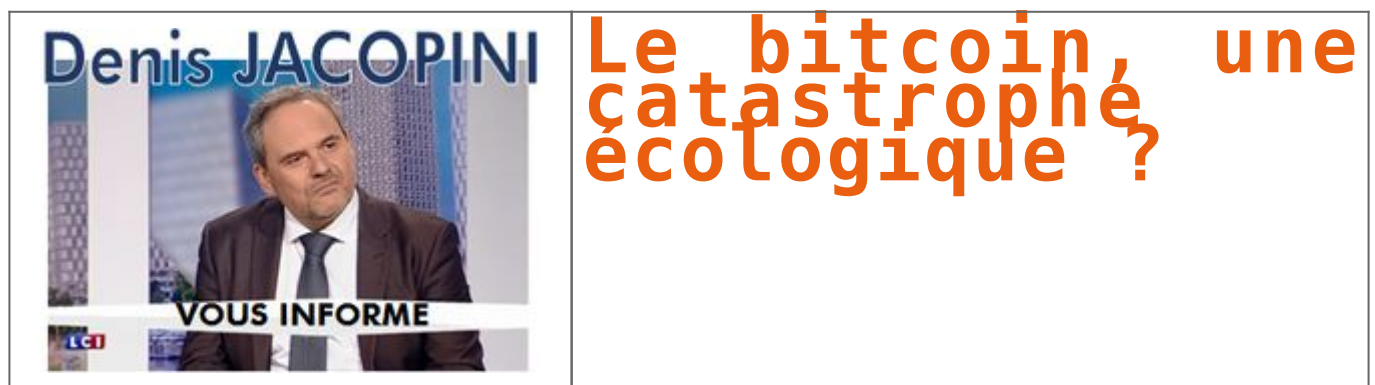 Denis JACOPINI
VOUS INFORME
LCI
Le bitcoin, une
catastrophe
écologique ?